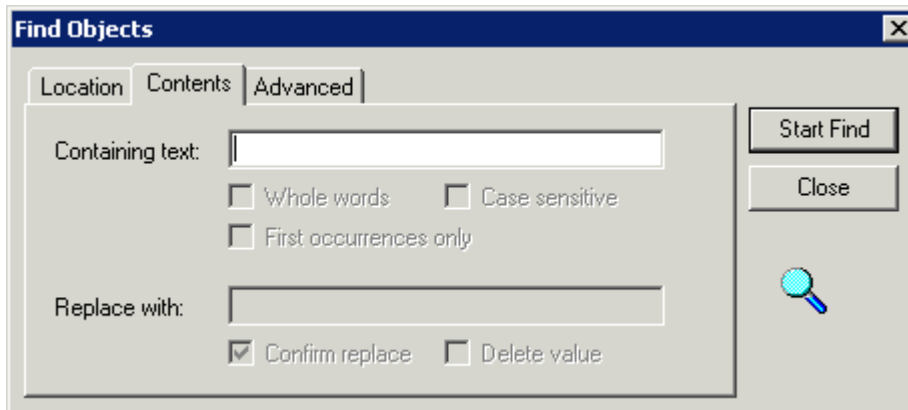 Find Objects
Location Contents Advanced
Containing text:
Start Find
Whole words Case sensitive
Close
First occurrences only
Replace with:
Confirm replace Delete value